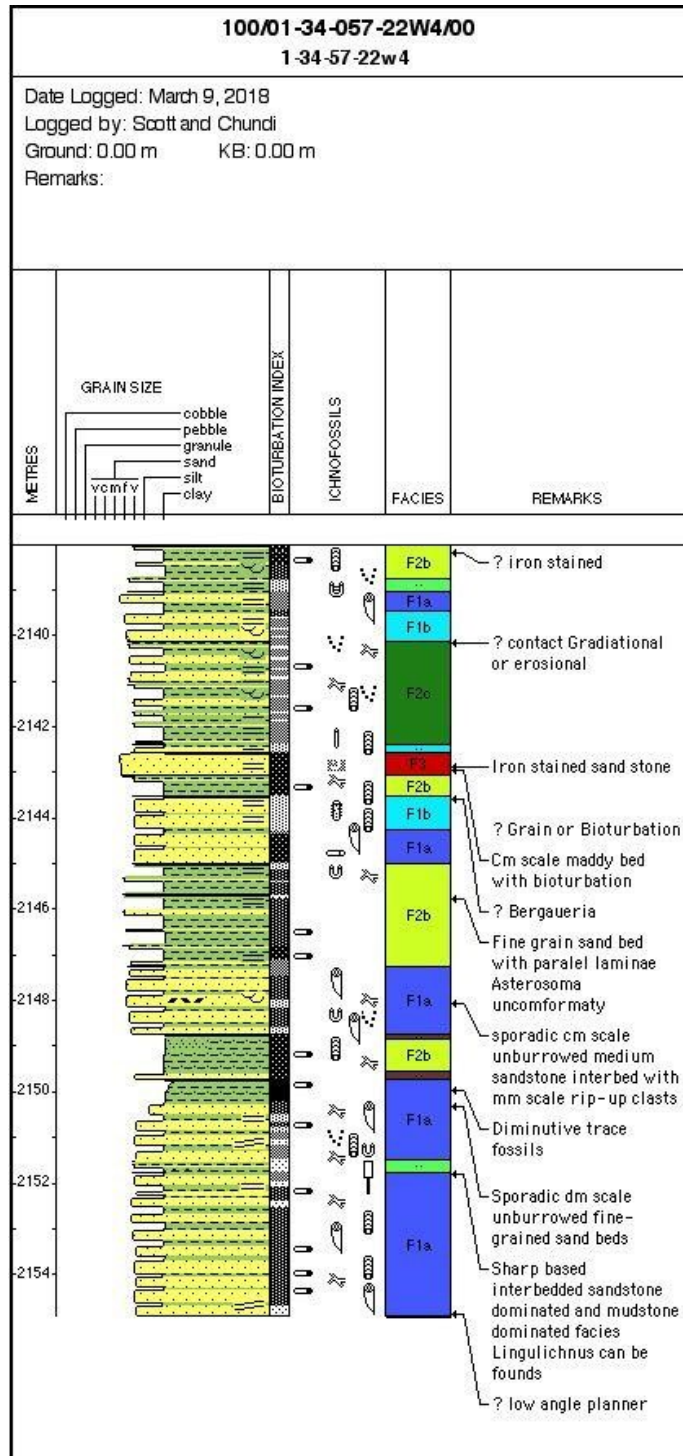 100/01-34-057-22W4/00
1-34-57-22w4
Date Logged: March 9, 2018
Logged by: Scott and Chundi
Ground: 0.00 m KB: 0.00 m
Remarks:
METRES
GRAIN SIZE
cobble
pebble
granule
sand
vcmfv
silt
clay
BIOTURBATION INDEX
ICHNOFOSSILS
FACIES
REMARKS
F2b
? iron stained
F1a
-2140
F1b
? contact Gradiational
or erosional
F2c
-2142
F3
Iron stained sand stone
F2b
-2144
F1b
? Grain or Bioturbation
F1a
Cm scale maddy bed
with bioturbation
? Bergaueria
-2146
F2b
Fine grain sand bed
with paralel laminae
Asterosoma
uncomformaty
-2148
F1a
sporadic cm scale
unburrowed medium
sandstone interbed with
mm scale rip-up clasts
F2b
-2150
F1a
Diminutive trace
fossils
-2152
Sporadic dm scale
unburrowed fine-
grained sand beds
F1a
-2154
Sharp based
interbedded sandstone
dominated and mudstone
dominated facies
Lingulichnus can be
founds
? low angle planner